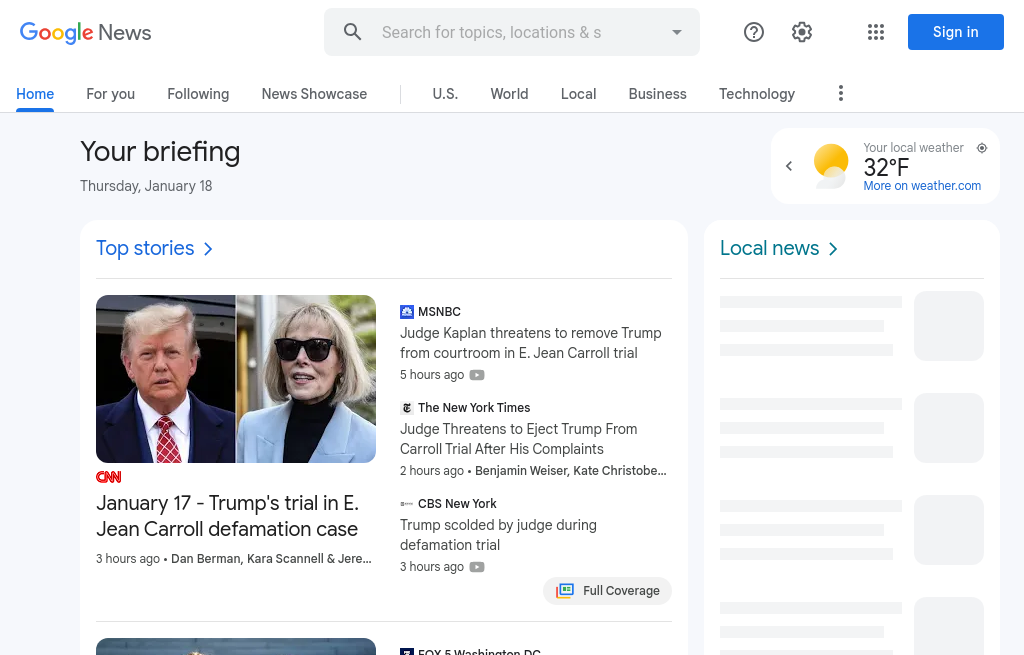 Google News
Search for topics, locations & s
Sign in
Home
For you
Following
News Showcase
U.S.
World
Local
Business
Technology
Your briefing
Thursday, January 18
Your local weather
32°F
More on weather.com
Top stories
CNN
January 17 - Trump's trial in E.
Jean Carroll defamation case
3 hours ago • Dan Berman, Kara Scannell & Jere...
MSNBC
Judge Kaplan threatens to remove Trump
from courtroom in E. Jean Carroll trial
5 hours ago
The New York Times
Judge Threatens to Eject Trump From
Carroll Trial After His Complaints
2 hours ago • Benjamin Weiser, Kate Christobe...
CBS New York
Trump scolded by judge during
defamation trial
3 hours ago
Full Coverage
FOX 5 Washington DC
Local news